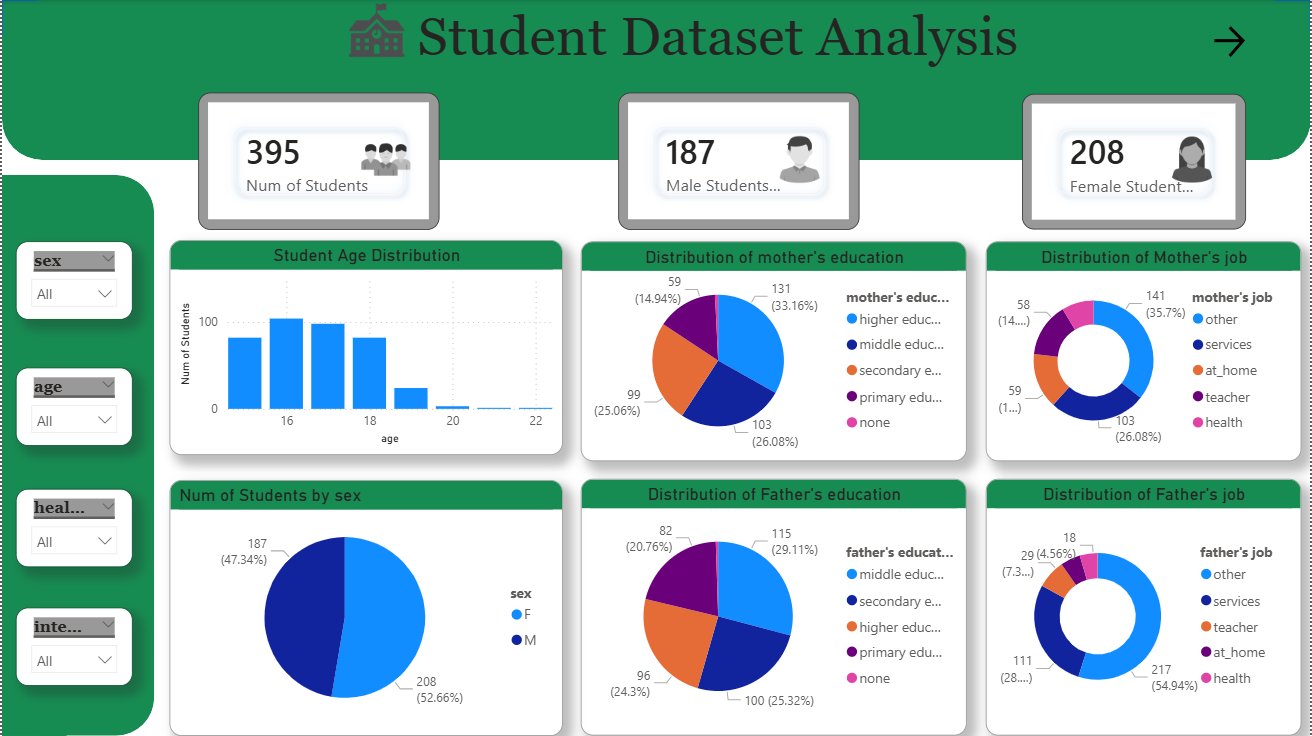 Student Dataset Analysis
395
Num of Students
187
Male Students...
208
Female Student...
sex
All
age
All
heal...
All
inte...
All
Student Age Distribution
Num of Students
100
0
16
18
20
22
age
Distribution of mother's education
59
(14.94%)
131
(33.16%)
99
(25.06%)
103
(26.08%)
mother's educ...
higher educ...
middle educ...
secondary e...
primary edu...
none
Distribution of Mother's job
58
(14....)
141
(35.7%)
59
(1...)
103
(26.08%)
mother's job
other
services
at_home
teacher
health
Num of Students by sex
187
(47.34%)
208
(52.66%)
sex
F
M
Distribution of Father's education
82
(20.76%)
115
(29.11%)
96
(24.3%)
100 (25.32%)
father's educat...
middle educ...
secondary e...
higher educ...
primary edu...
none
Distribution of Father's job
18
(4.56%)
29
(7.3...)
111
(28....)
217
(54.94%)
father's job
other
services
teacher
at_home
health